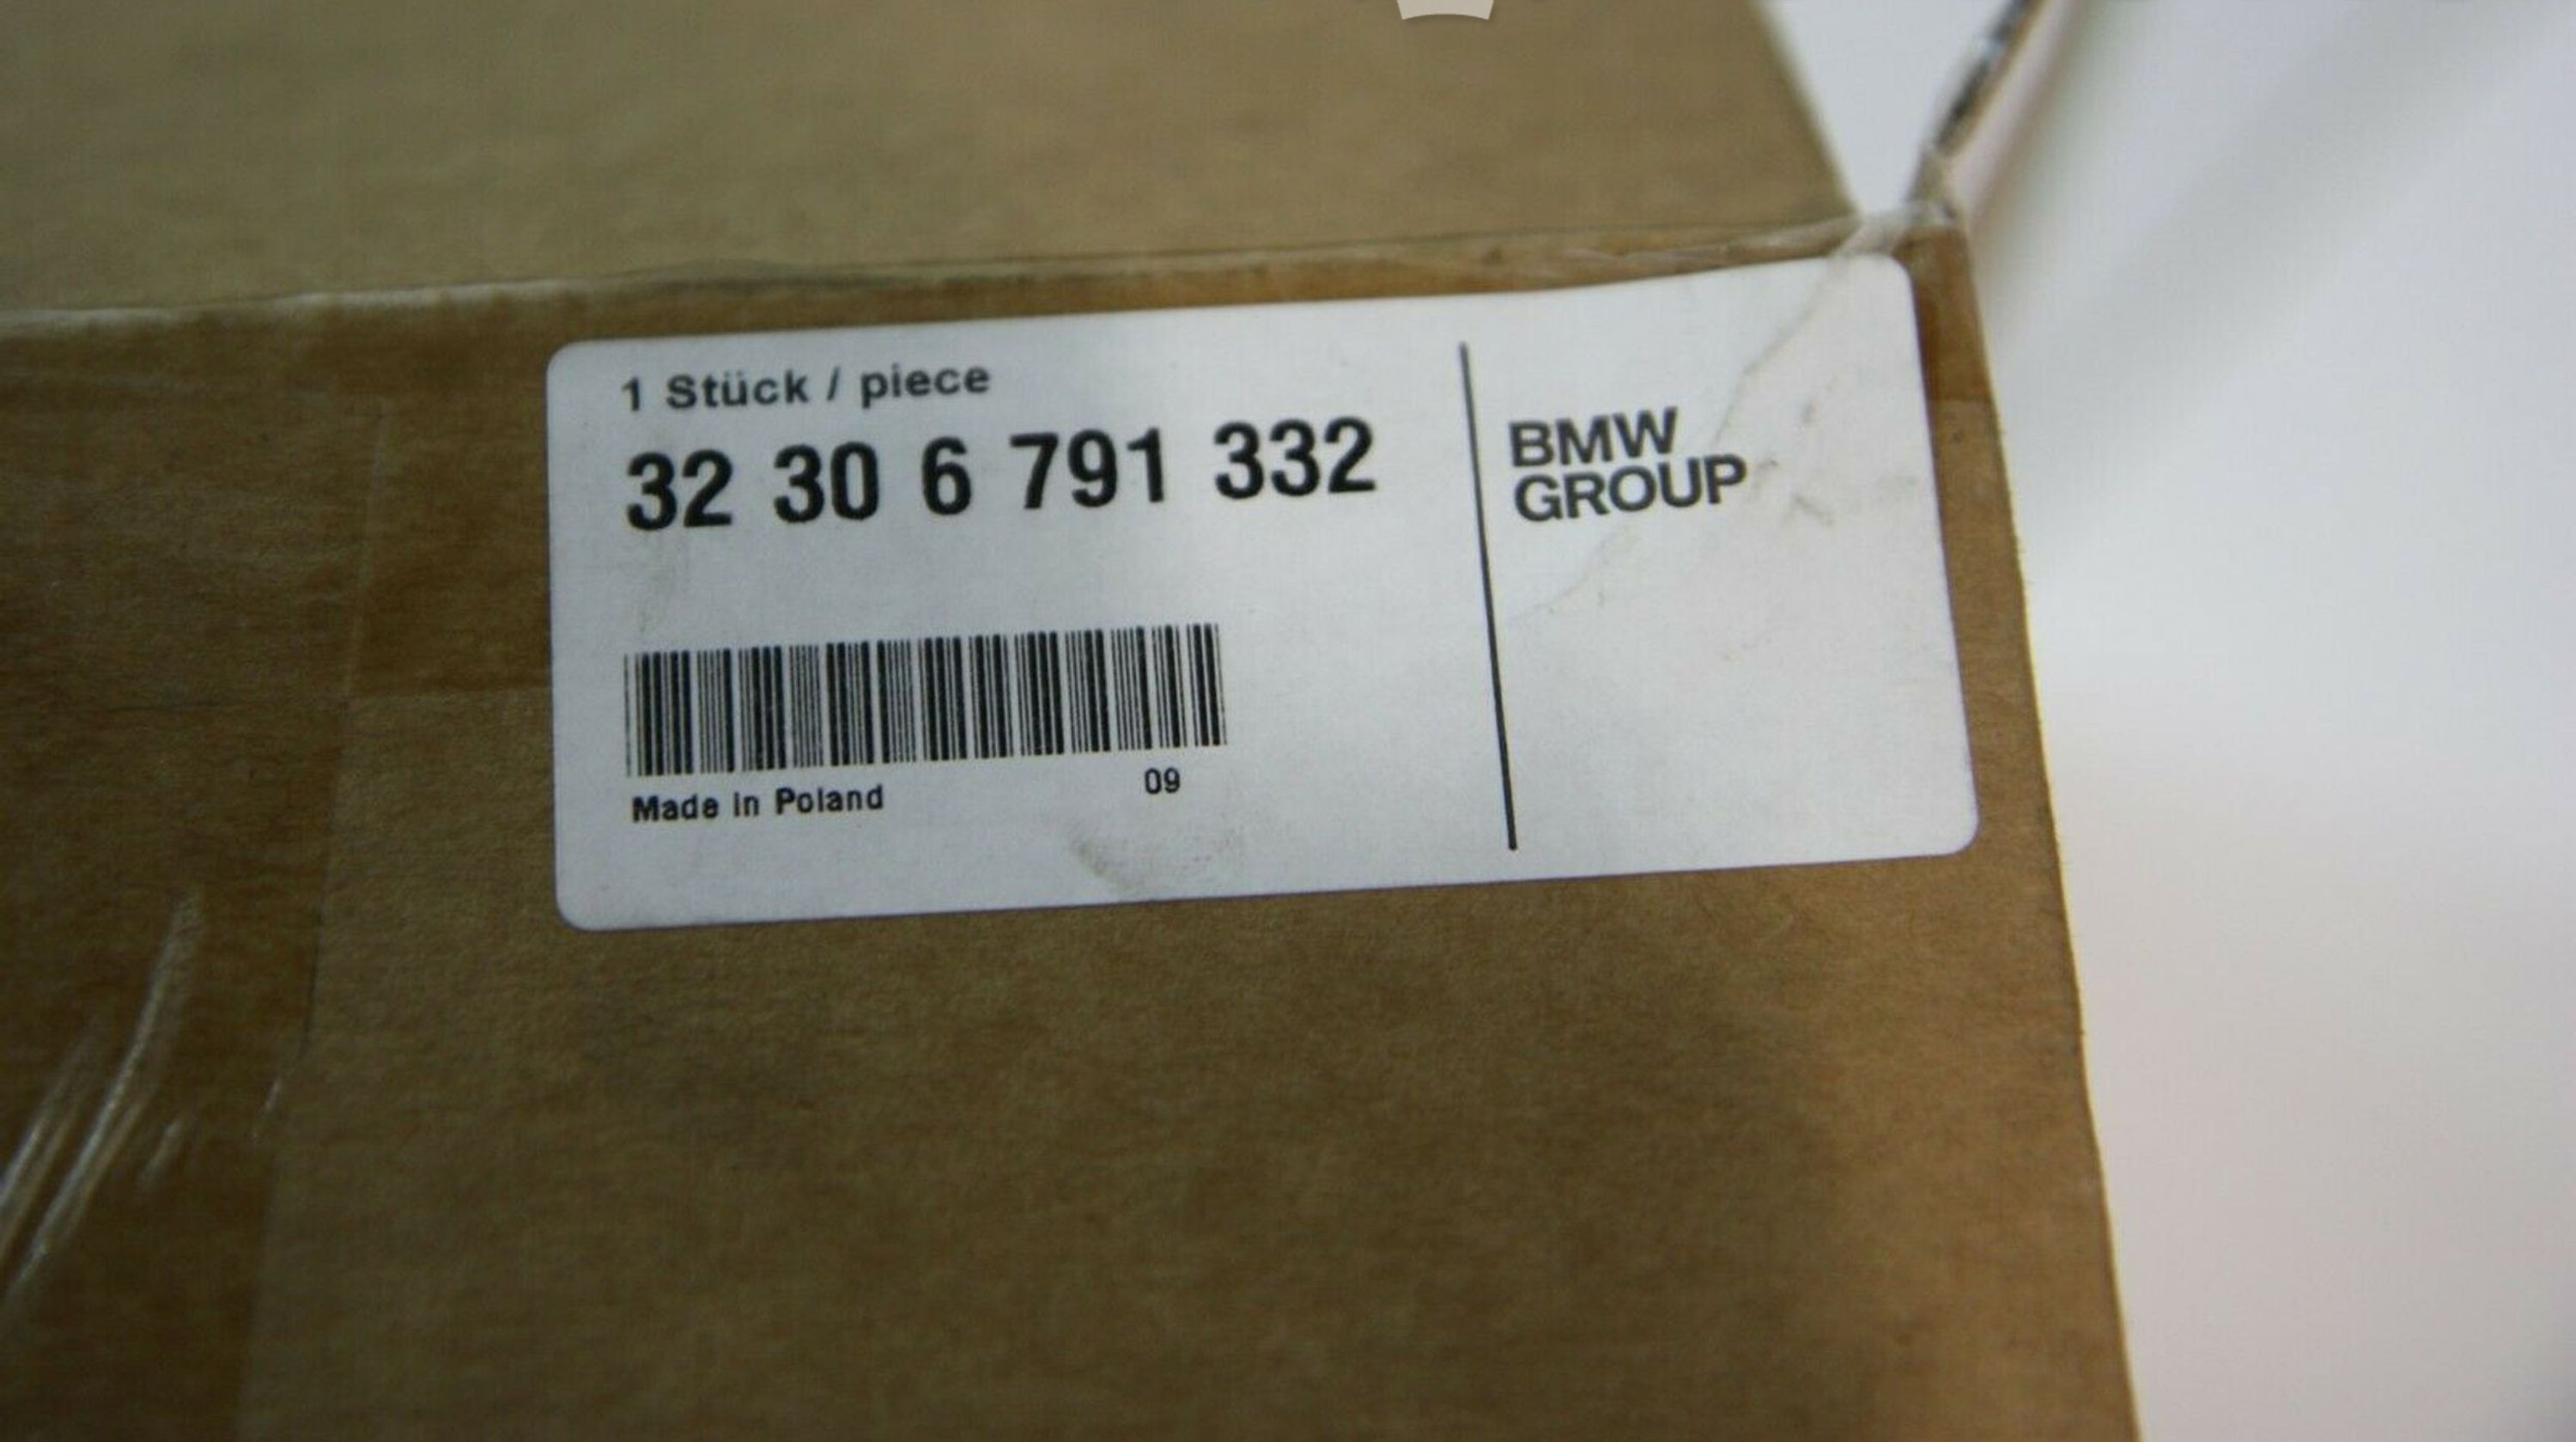 1 Stück / piece
32 30 6 791 332
BMW
GROUP
Made in Poland
09